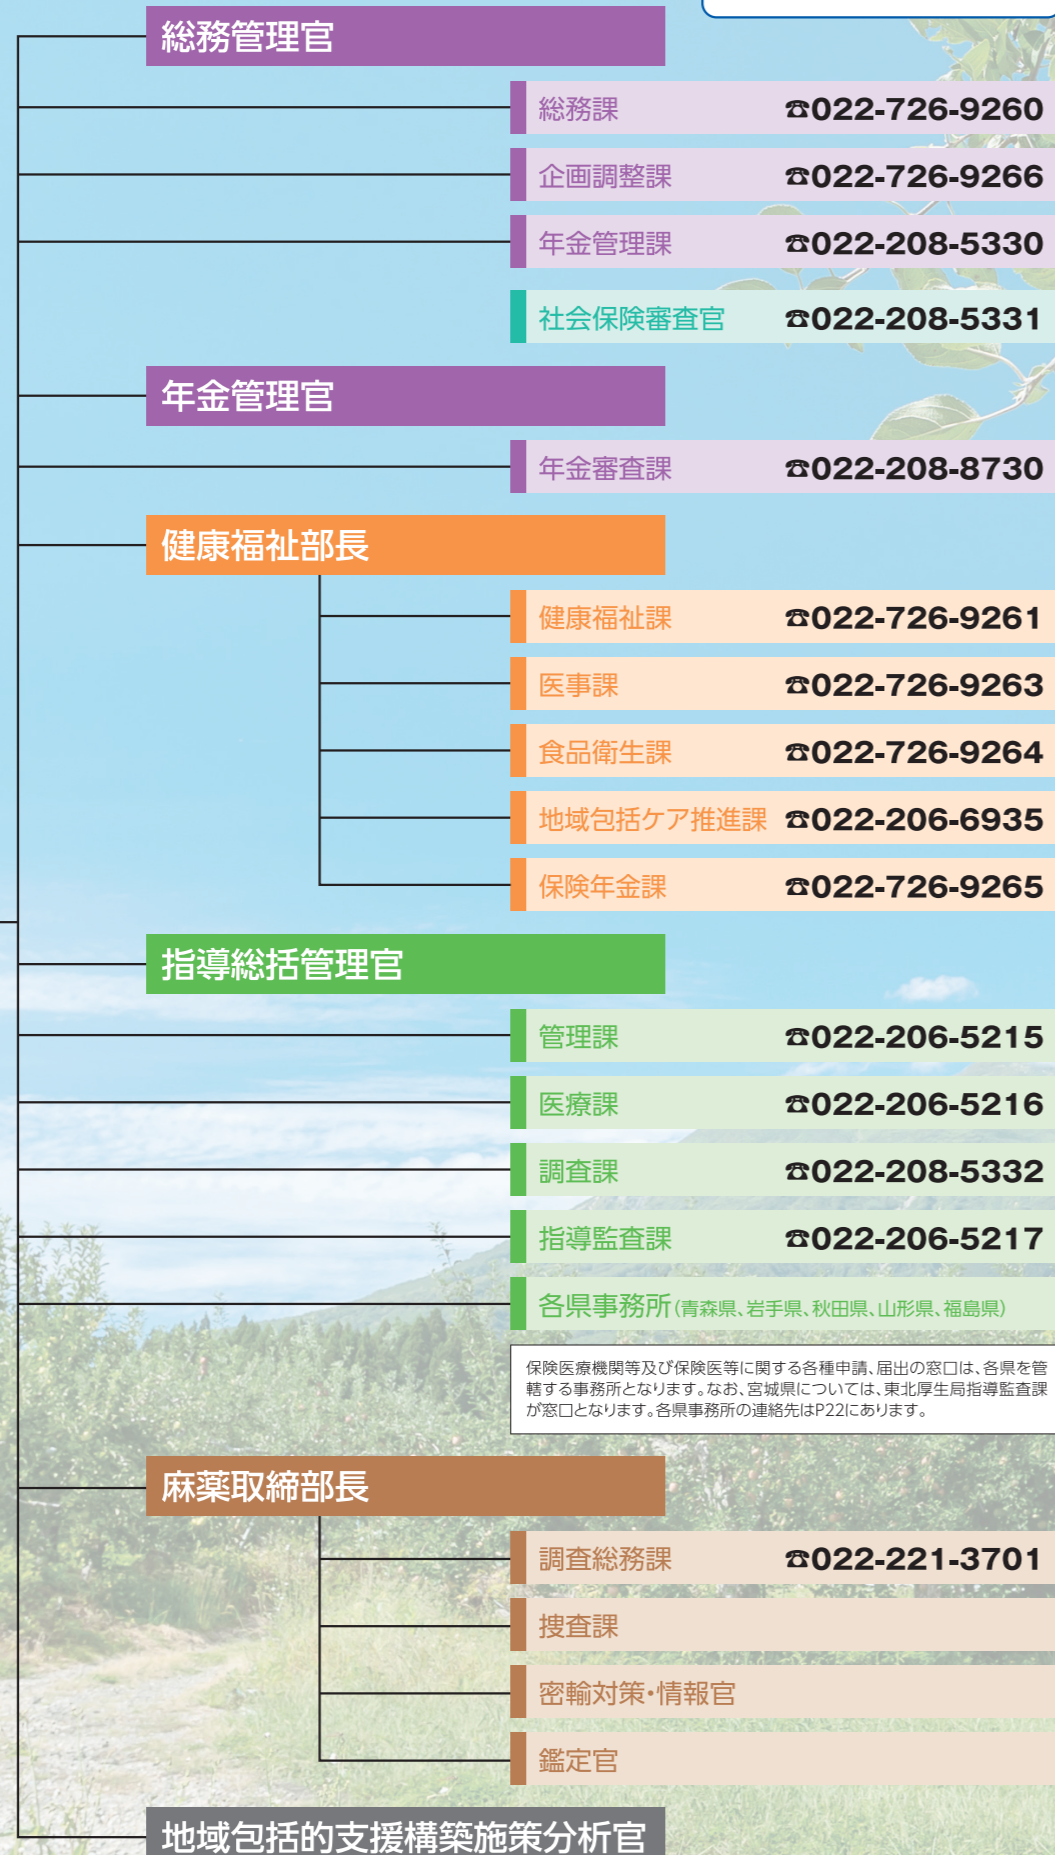 総務管理官
総務課 ☎022-726-9260
企画調整課 ☎022-726-9266
年金管理課 ☎022-208-5330
社会保険審査官 ☎022-208-5331
年金管理官
年金審査課 ☎022-208-8730
健康福祉部長
健康福祉課 ☎022-726-9261
医事課 ☎022-726-9263
食品衛生課 ☎022-726-9264
地域包括ケア推進課 ☎022-206-6935
保険年金課 ☎022-726-9265
指導総括管理官
管理課 ☎022-206-5215
医療課 ☎022-206-5216
調査課 ☎022-208-5332
指導監査課 ☎022-206-5217
各県事務所(青森県、岩手県、秋田県、山形県、福島県)
保険医療機関等及び保険医等に関する各種申請、届出の窓口は、各県を管
轄する事務所となります。なお、宮城県については、東北厚生局指導監査課
が窓口となります。各県事務所の連絡先はP22にあります。
麻薬取締部長
調査総務課 ☎022-221-3701
捜査課
密輸対策・情報官
鑑定官
地域包括的支援構築施策分析官